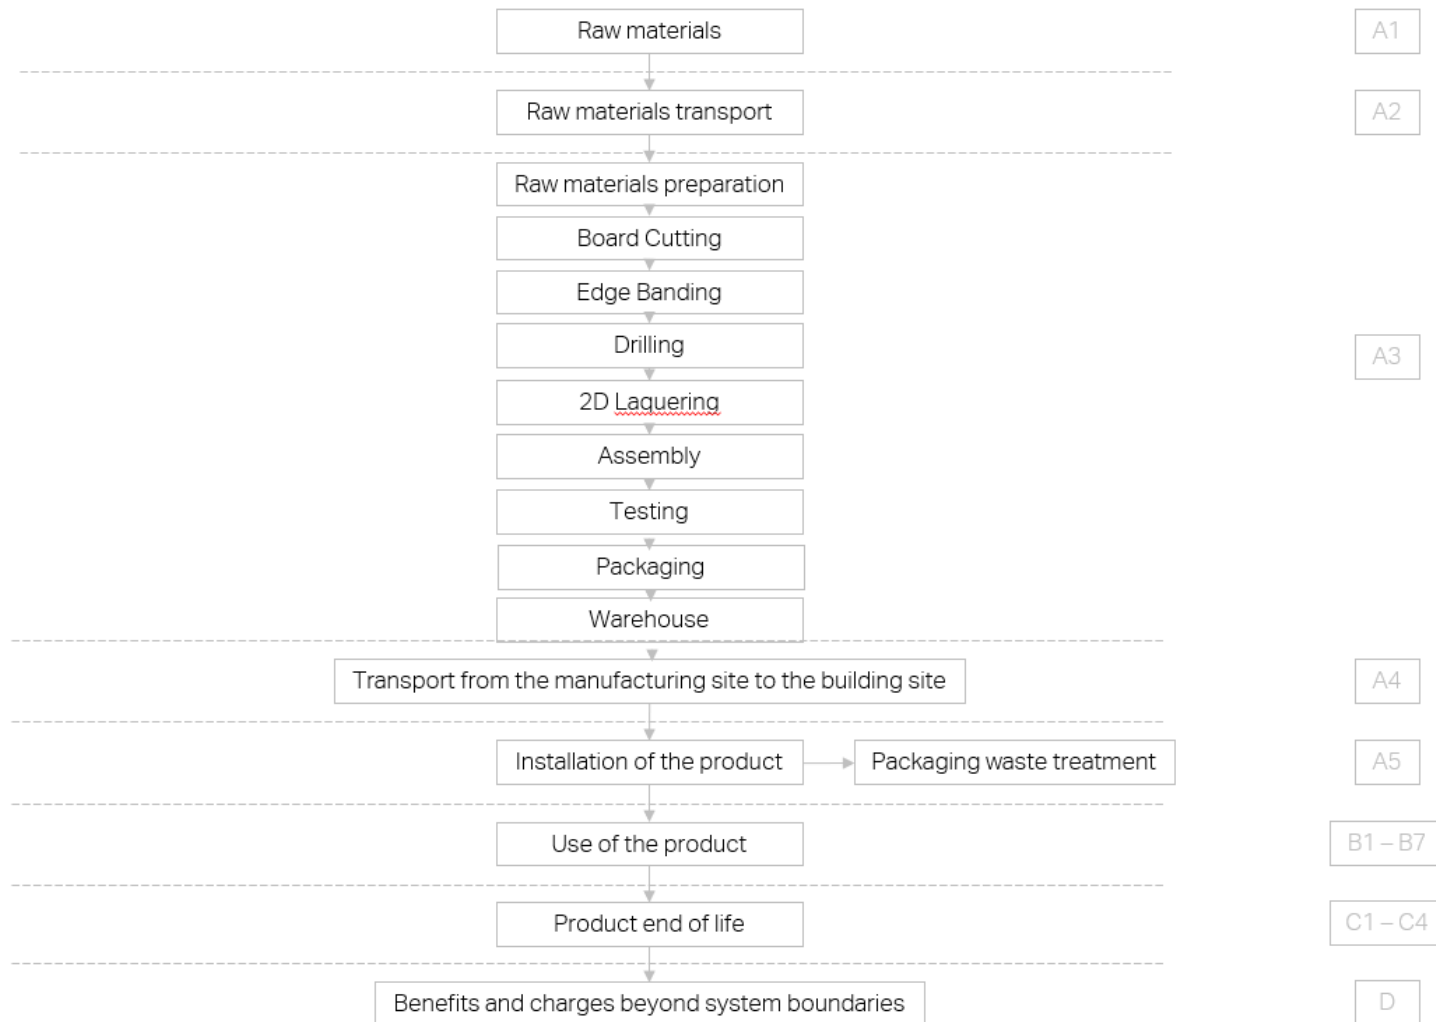 Raw materials
A1
Raw materials transport
A2
Raw materials preparation
Board Cutting
Edge Banding
Drilling
A3
2D Laquering
Assembly
Testing
Packaging
Warehouse
Transport from the manufacturing site to the building site
A4
Installation of the product
Packaging waste treatment
A5
Use of the product
B1 – B7
Product end of life
C1 – C4
Benefits and charges beyond system boundaries
D